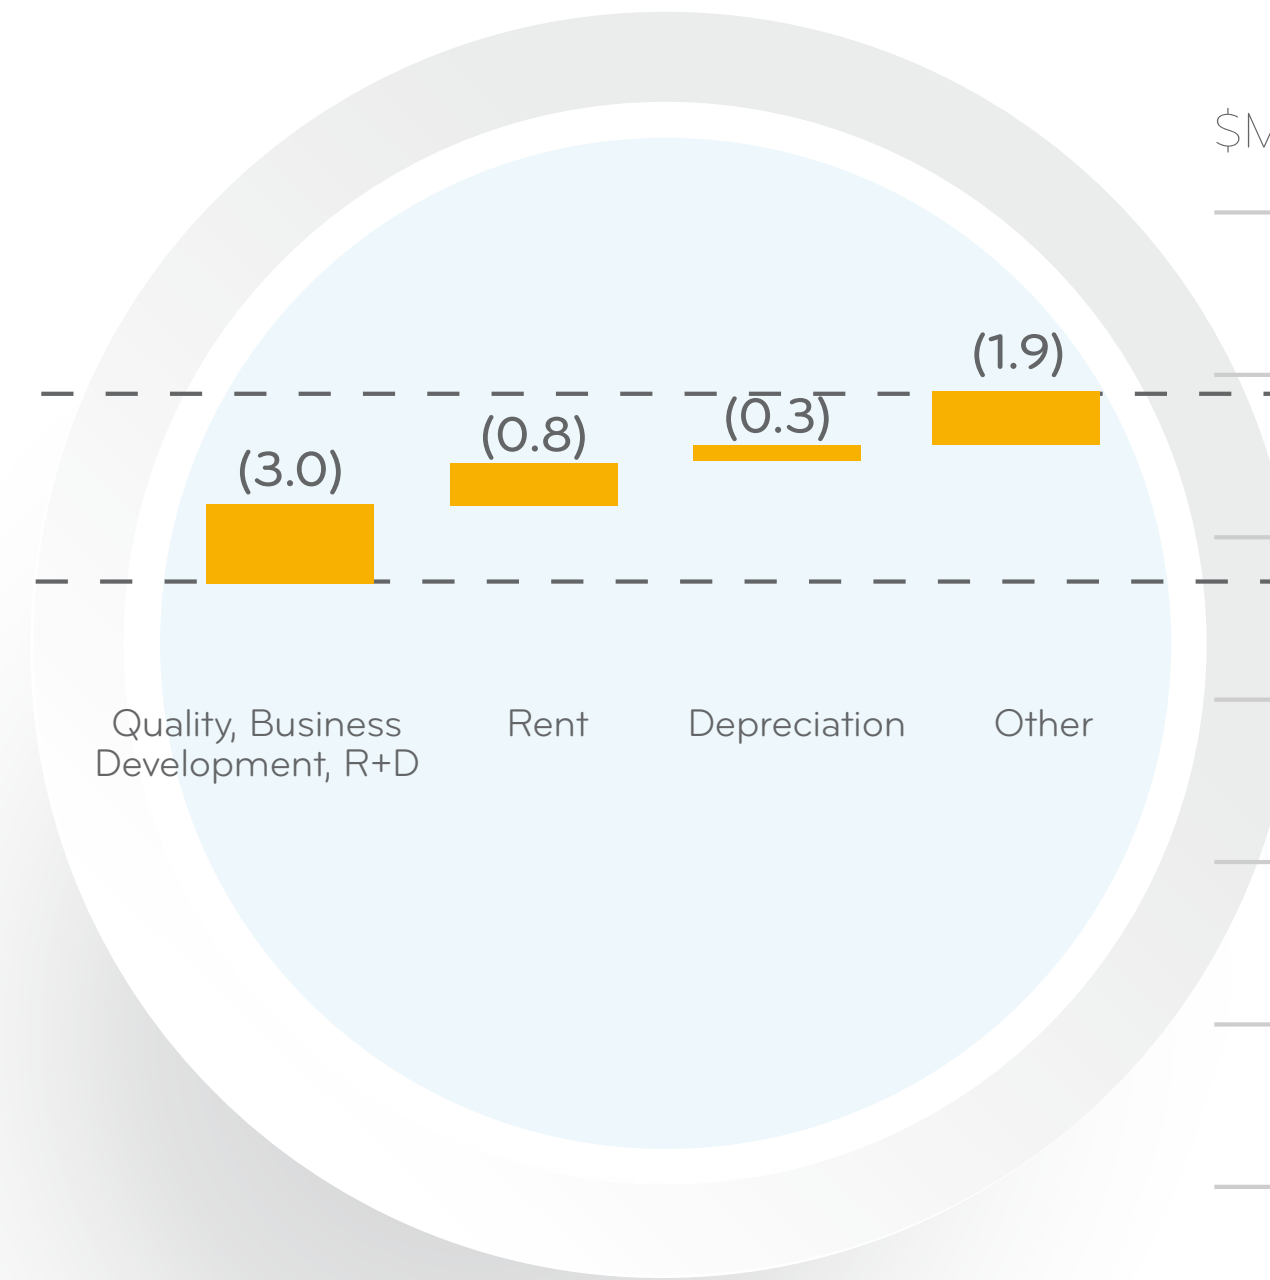 $M
(1.9)
(0.3)
(0.8)
(3.0)
Quality, Business
Development, R+D
Rent
Depreciation
Other